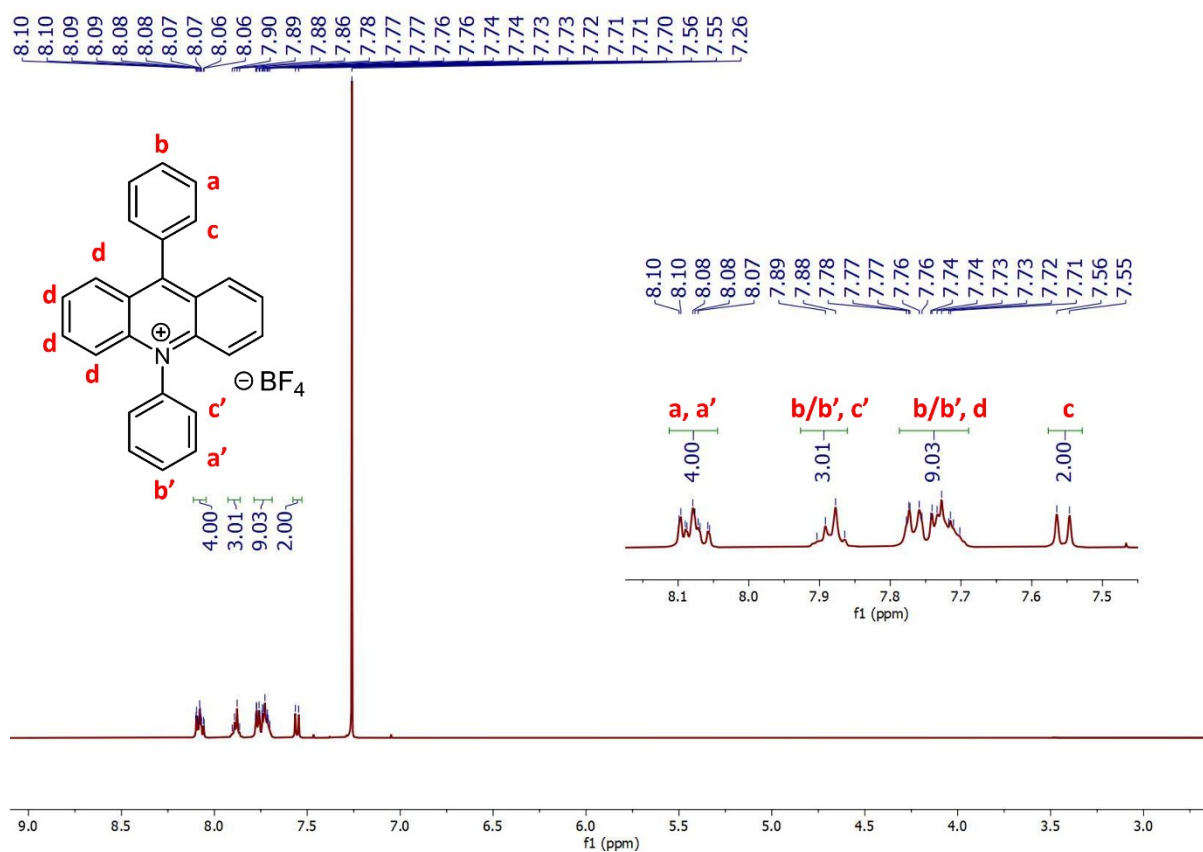 8.10 8.10 8.09 8.09 8.08 8.08 8.07 8.07 8.06 8.06 7.90 7.89 7.88 7.86 7.78 7.77 7.77 7.76 7.76 7.74 7.74 7.73 7.73 7.72 7.71 7.71 7.70 7.56 7.55 7.26
b
a
c
d
d
d
d
N
+
⊖ BF4
c'
a'
b'
4.00 3.01 9.03 2.00
8.10 8.10 8.08 8.08 8.07 7.89 7.88 7.78 7.77 7.77 7.76 7.76 7.74 7.74 7.73 7.73 7.72 7.71 7.56 7.55
a, a' b/b', c' b/b', d c
4.00 3.01 9.03 2.00
8.1 8.0 7.9 7.8 7.7 7.6 7.5
f1 (ppm)
9.0 8.5 8.0 7.5 7.0 6.5 6.0 5.5 5.0 4.5 4.0 3.5 3.0
f1 (ppm)